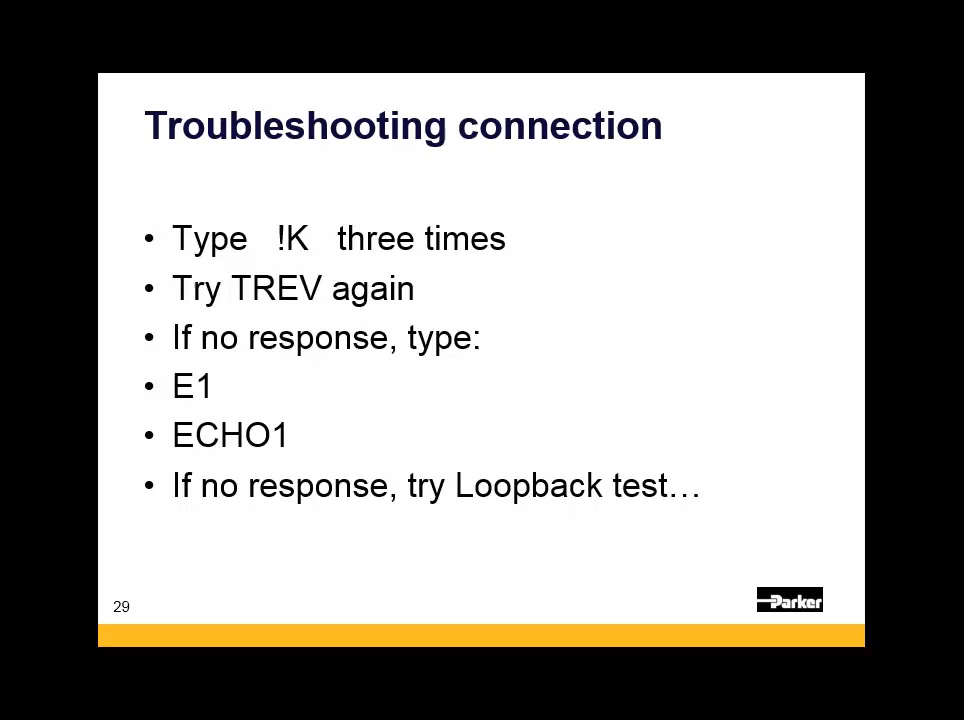 Troubleshooting connection
• Type !K three times
• Try TREV again
• If no response, type:
• E1
• ECHO1
• If no response, try Loopback test…
29
Parker